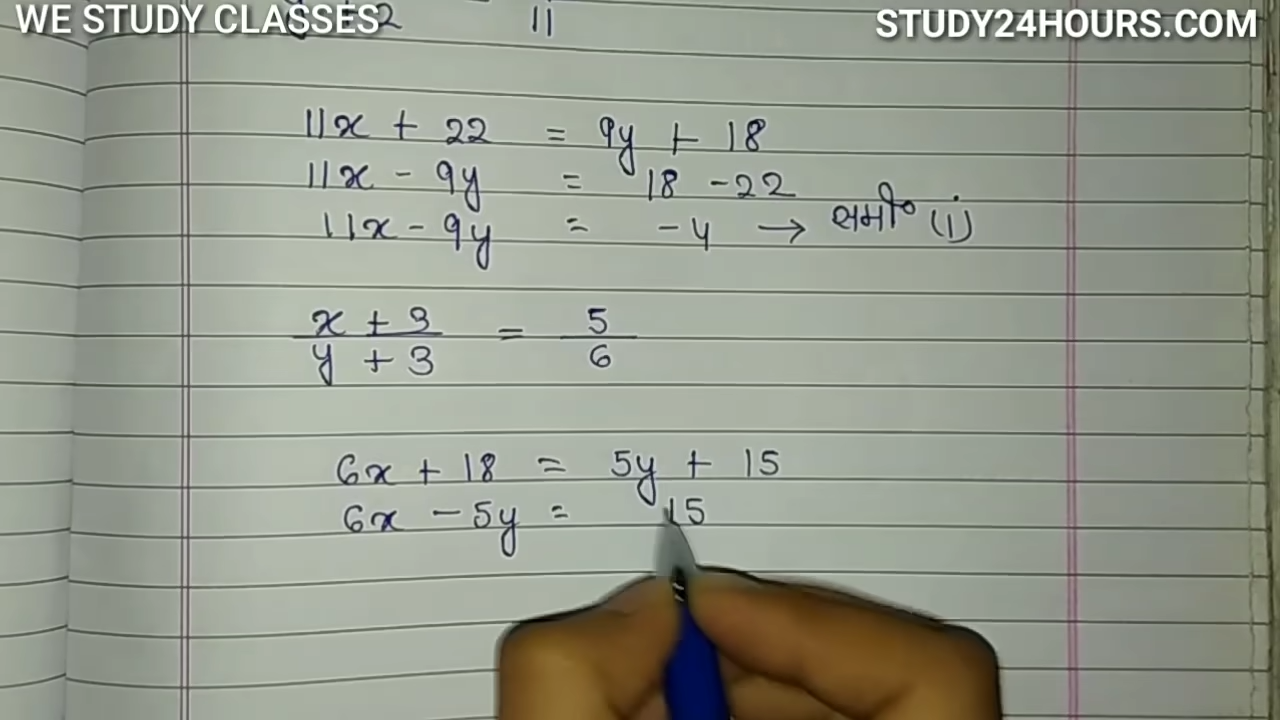 WE STUDY CLASSES
STUDY24HOURS.COM
11
11x + 22 = 9y + 18
11x - 9y = 18 - 22
11x - 9y = -4 → समी० (i)
x + 3 = 5
y + 3 6
6x + 18 = 5y + 15
6x - 5y = 15